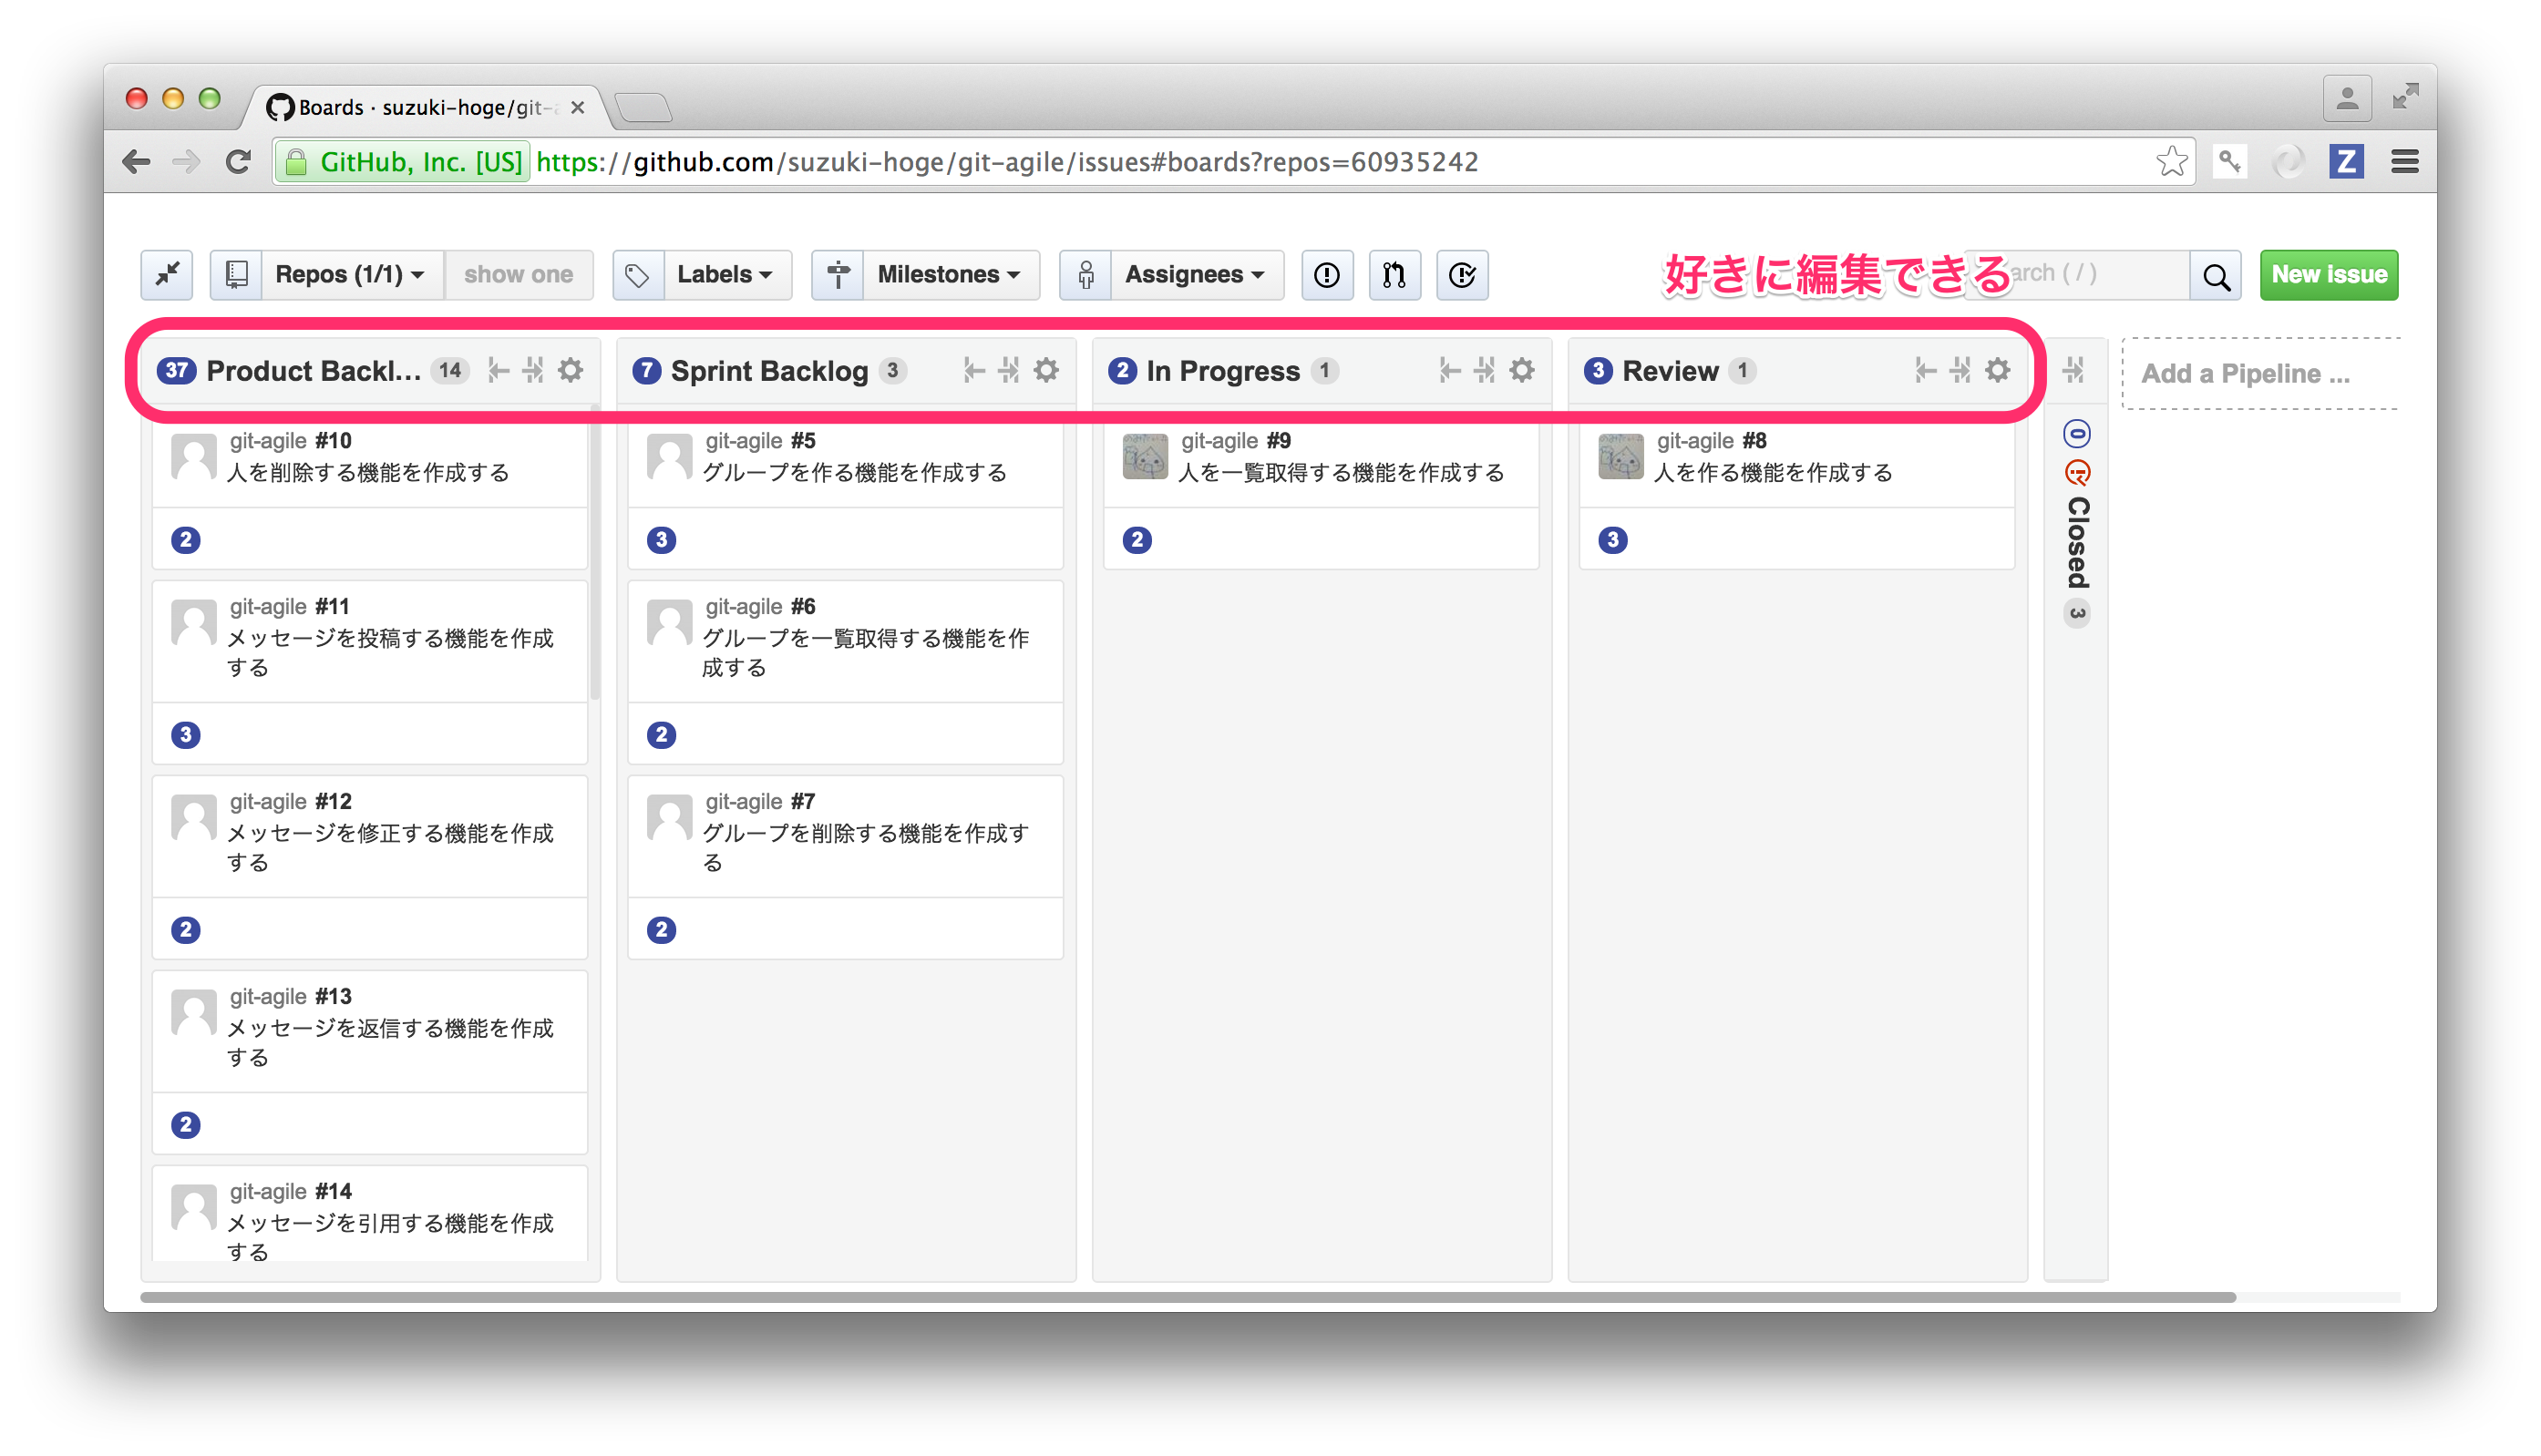 Boards · suzuki-hoge/git-a
GitHub, Inc. [US] https://github.com/suzuki-hoge/git-agile/issues#boards?repos=60935242
Z
Repos (1/1) show one Labels Milestones Assignees 好きに編集できる arch ( / ) New issue
37 Product Backl... 14
git-agile #10
人を削除する機能を作成する
2
git-agile #11
メッセージを投稿する機能を作成
する
3
git-agile #12
メッセージを修正する機能を作成
する
2
git-agile #13
メッセージを返信する機能を作成
する
2
git-agile #14
メッセージを引用する機能を作成
する
7 Sprint Backlog 3
git-agile #5
グループを作る機能を作成する
3
git-agile #6
グループを一覧取得する機能を作
成する
2
git-agile #7
グループを削除する機能を作成す
る
2
2 In Progress 1
git-agile #9
人を一覧取得する機能を作成する
2
3 Review 1
git-agile #8
人を作る機能を作成する
3
0 Closed 3
Add a Pipeline ...